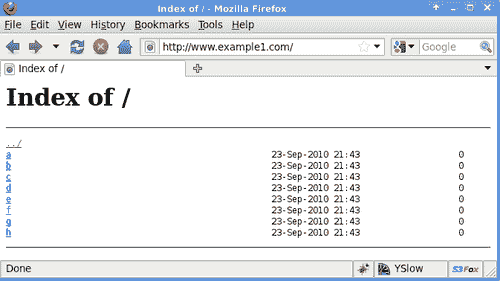 Index of / - Mozilla Firefox
File Edit View History Bookmarks Tools Help
http://www.example1.com/ Google
Index of /
Index of /
../
a 23-Sep-2010 21:43 0
b 23-Sep-2010 21:43 0
c 23-Sep-2010 21:43 0
d 23-Sep-2010 21:43 0
e 23-Sep-2010 21:43 0
f 23-Sep-2010 21:43 0
g 23-Sep-2010 21:43 0
h 23-Sep-2010 21:43 0
Done YSlow S3Fox